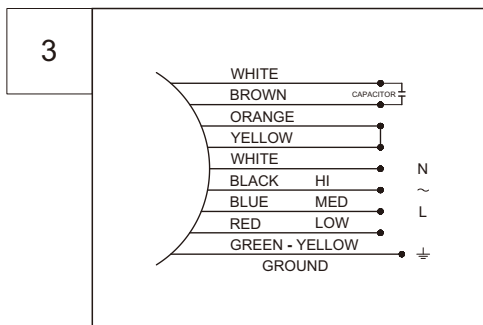 3
WHITE
BROWN
CAPACITOR
ORANGE
YELLOW
WHITE
N
BLACK HI
~
BLUE MED
L
RED LOW
GREEN - YELLOW
GROUND